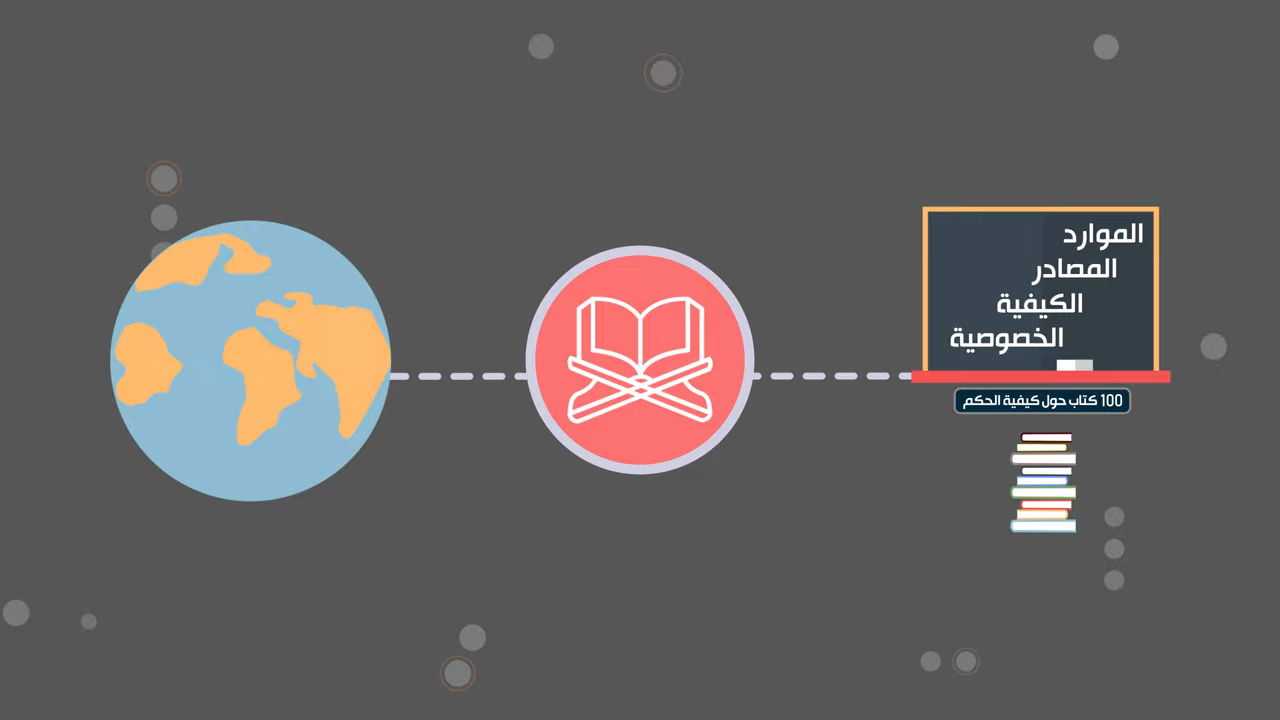 الموارد
المصادر
الكيفية
الخصوصية
100 كتاب حول كيفية الحكم